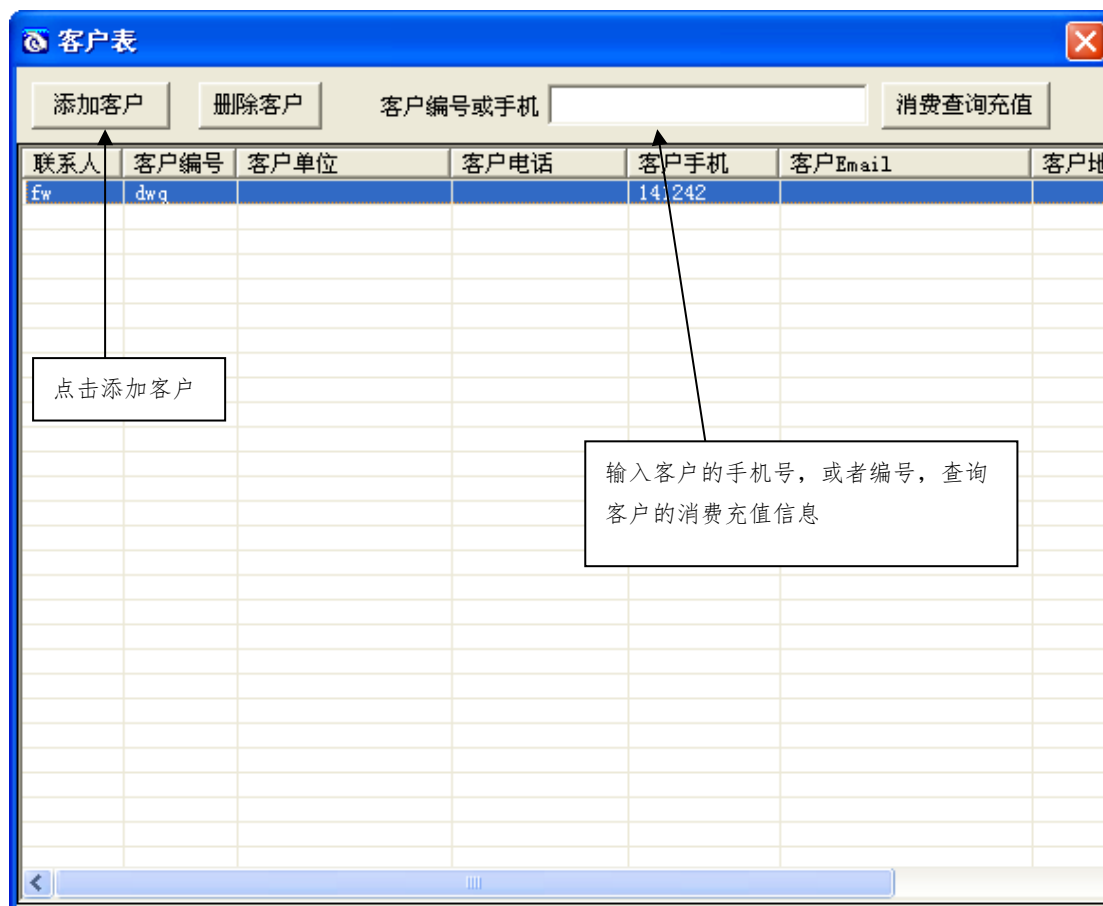 客户表
添加客户 删除客户 客户编号或手机 消费查询充值
联系人 客户编号 客户单位 客户电话 客户手机 客户Email 客户地
fw dwg 141242
点击添加客户
输入客户的手机号，或者编号，查询
客户的消费充值信息